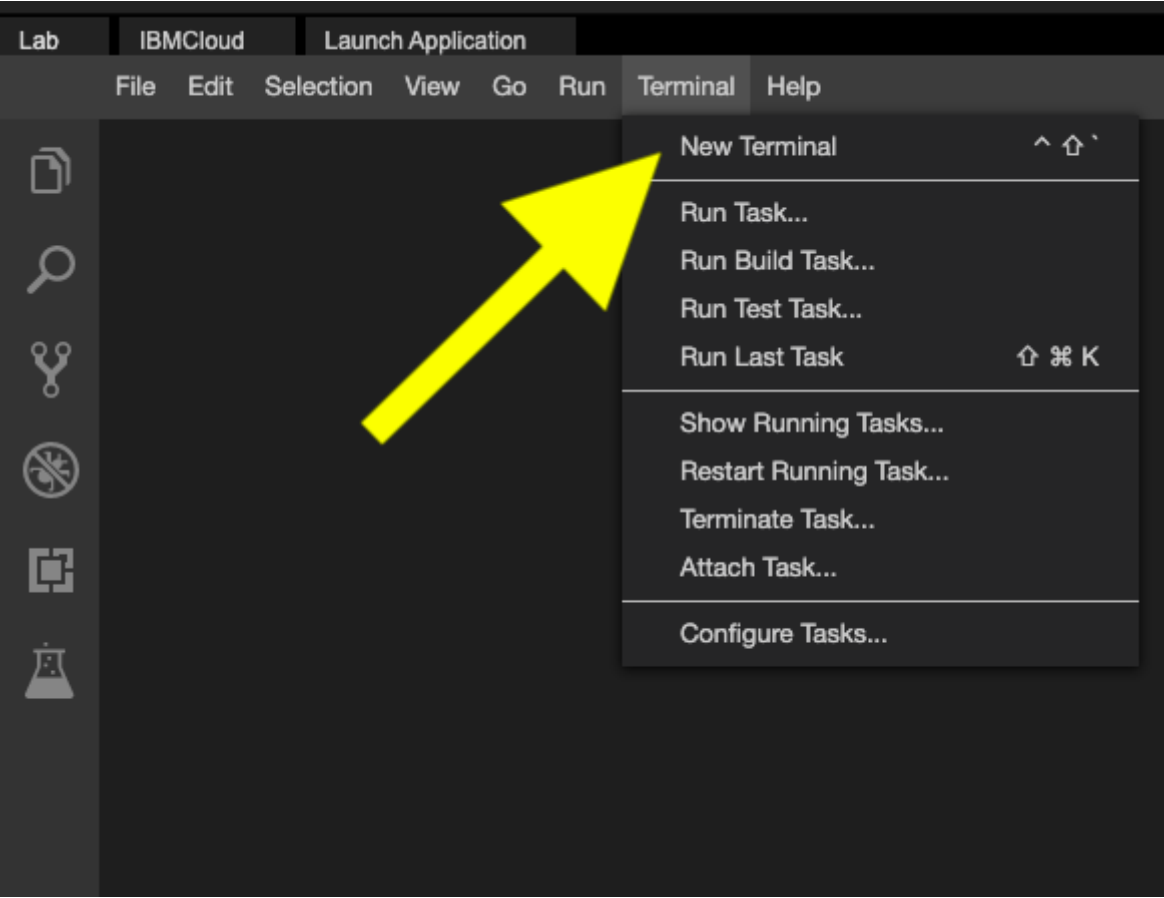 Lab IBMCloud Launch Application
File Edit Selection View Go Run Terminal Help
New Terminal ^ ⇧ `
Run Task...
Run Build Task...
Run Test Task...
Run Last Task ⇧ ⌘ K
Show Running Tasks...
Restart Running Task...
Terminate Task...
Attach Task...
Configure Tasks...